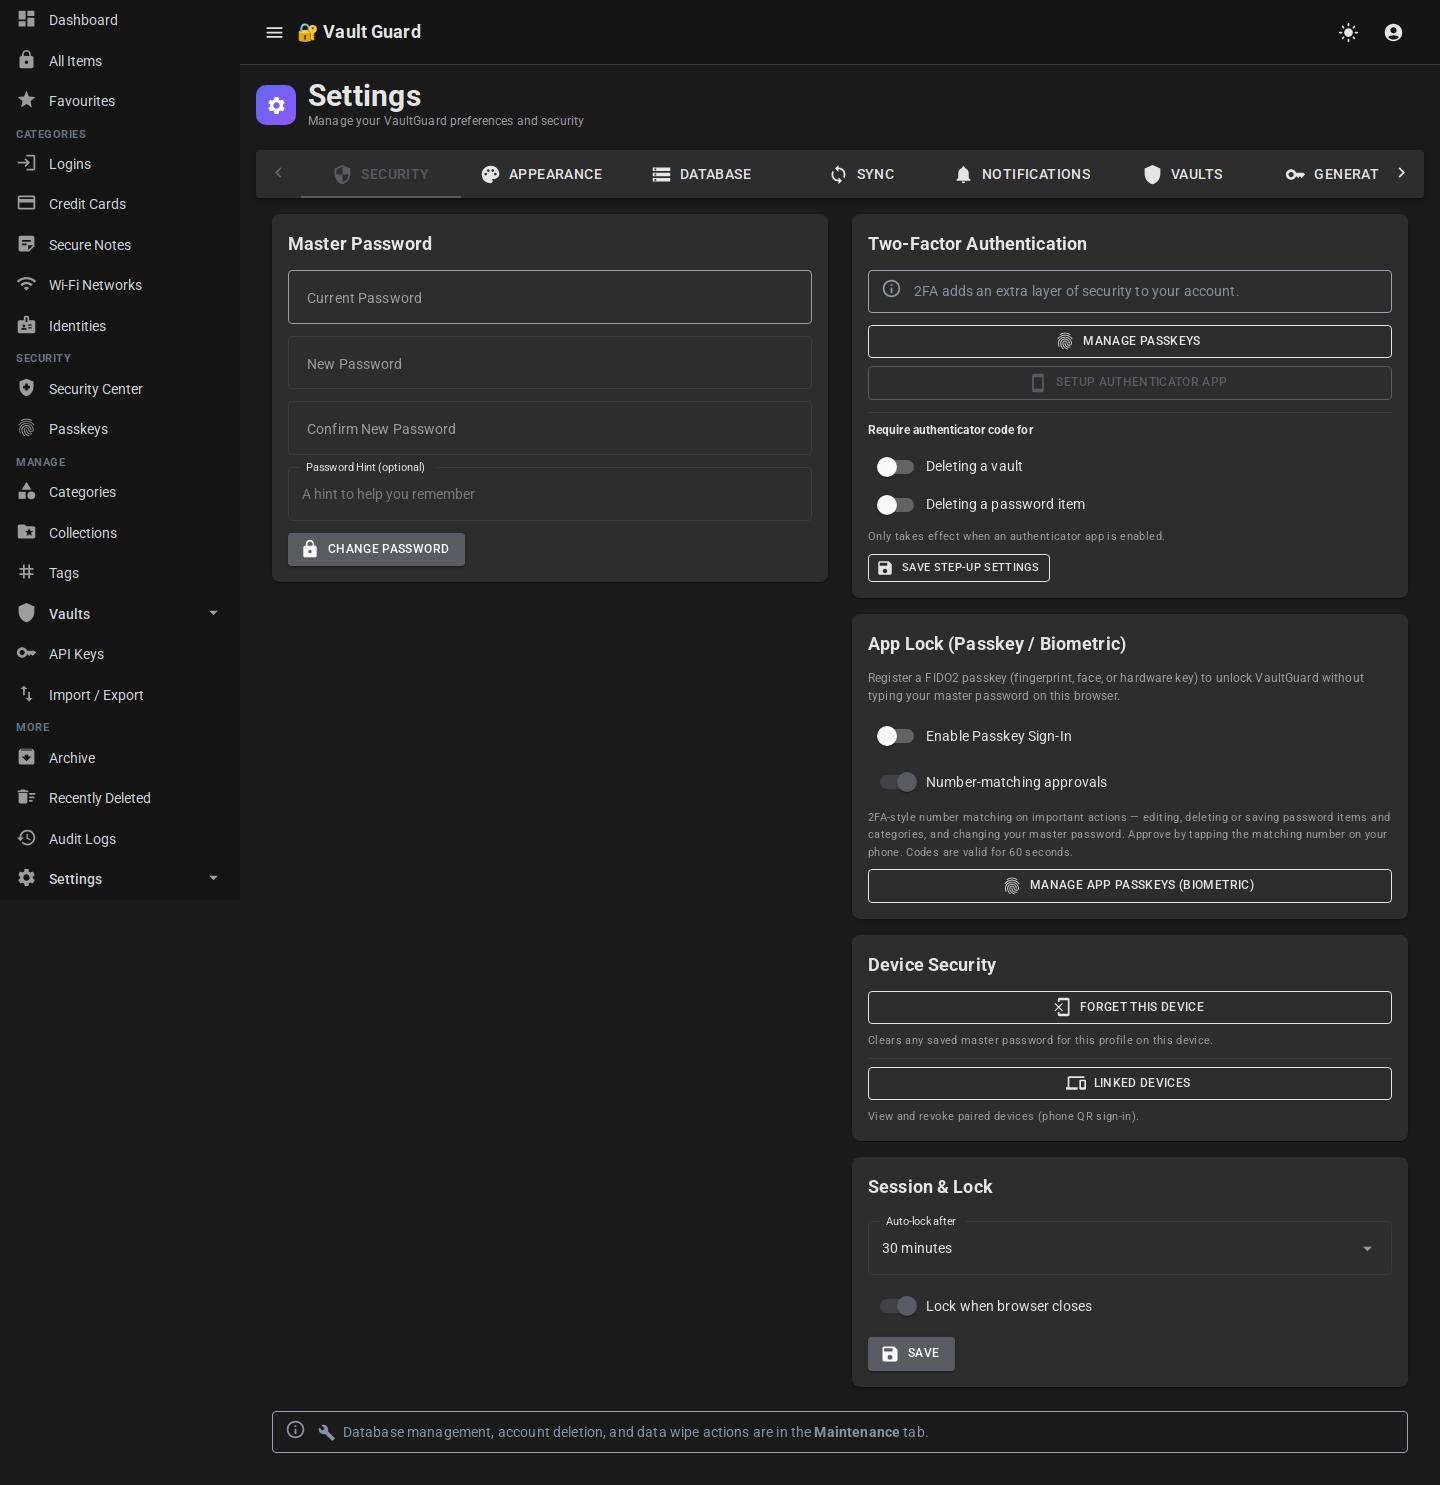 Dashboard
All Items
Favourites
CATEGORIES
Logins
Credit Cards
Secure Notes
Wi-Fi Networks
Identities
SECURITY
Security Center
Passkeys
MANAGE
Categories
Collections
Tags
Vaults
API Keys
Import / Export
MORE
Archive
Recently Deleted
Audit Logs
Settings
Vault Guard
Settings
Manage your VaultGuard preferences and security
SECURITY
APPEARANCE
DATABASE
SYNC
NOTIFICATIONS
VAULTS
GENERAT
Master Password
Current Password
New Password
Confirm New Password
Password Hint (optional)
A hint to help you remember
CHANGE PASSWORD
Two-Factor Authentication
2FA adds an extra layer of security to your account.
MANAGE PASSKEYS
SETUP AUTHENTICATOR APP
Require authenticator code for
Deleting a vault
Deleting a password item
Only takes effect when an authenticator app is enabled.
SAVE STEP-UP SETTINGS
App Lock (Passkey / Biometric)
Register a FIDO2 passkey (fingerprint, face, or hardware key) to unlock VaultGuard without
typing your master password on this browser.
Enable Passkey Sign-In
Number-matching approvals
2FA-style number matching on important actions — editing, deleting or saving password items and
categories, and changing your master password. Approve by tapping the matching number on your
phone. Codes are valid for 60 seconds.
MANAGE APP PASSKEYS (BIOMETRIC)
Device Security
FORGET THIS DEVICE
Clears any saved master password for this profile on this device.
LINKED DEVICES
View and revoke paired devices (phone QR sign-in).
Session & Lock
Auto-lock after
30 minutes
Lock when browser closes
SAVE
Database management, account deletion, and data wipe actions are in the Maintenance tab.